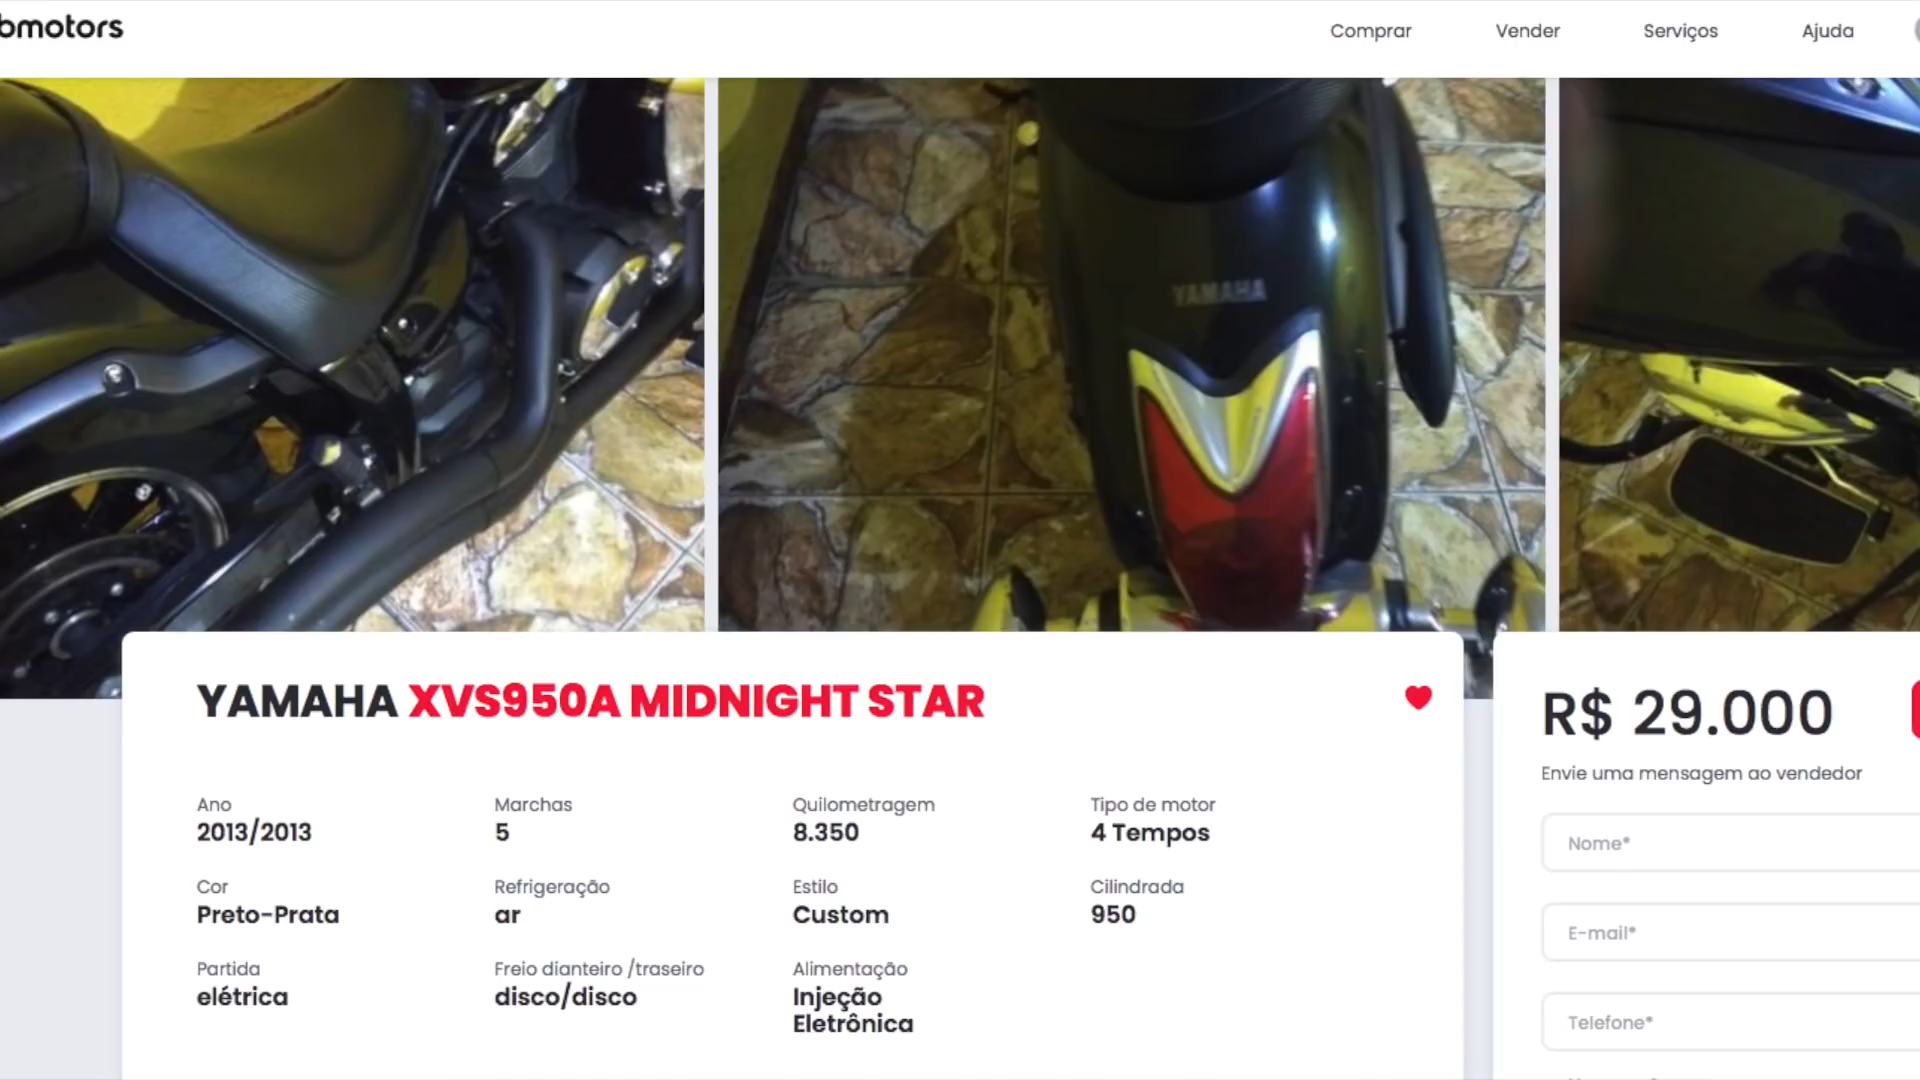 bmotors
Comprar
Vender
Serviços
Ajuda
YAMAHA
YAMAHA XVS950A MIDNIGHT STAR
Ano
2013/2013
Marchas
5
Quilometragem
8.350
Tipo de motor
4 Tempos
Cor
Preto-Prata
Refrigeração
ar
Estilo
Custom
Cilindrada
950
Partida
elétrica
Freio dianteiro /traseiro
disco/disco
Alimentação
Injeção
Eletrônica
R$ 29.000
Envie uma mensagem ao vendedor
Nome*
E-mail*
Telefone*